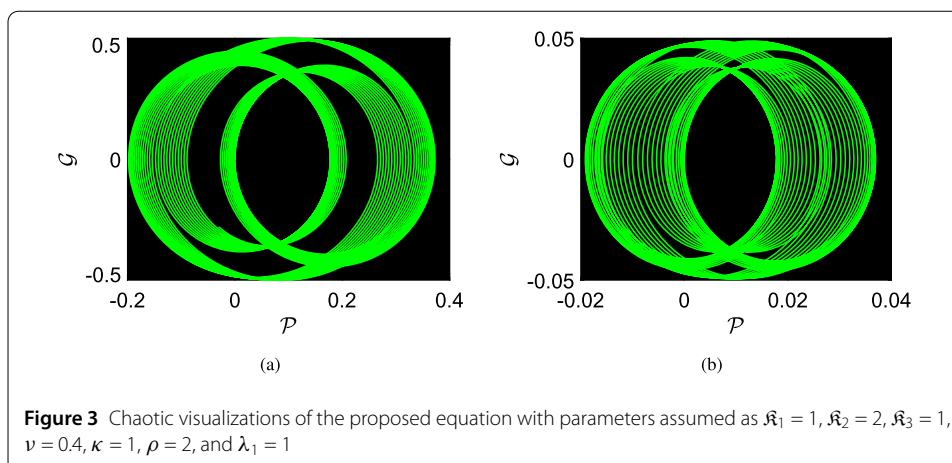 0.5
0
-0.5
𝒢
-0.2 0 0.2 0.4
𝒫
(a)
0.05
0
-0.05
𝒢
-0.02 0 0.02 0.04
𝒫
(b)
Figure 3 Chaotic visualizations of the proposed equation with parameters assumed as 𝕶₁ = 1, 𝕶₂ = 2, 𝕶₃ = 1,
ν = 0.4, κ = 1, ρ = 2, and λ₁ = 1